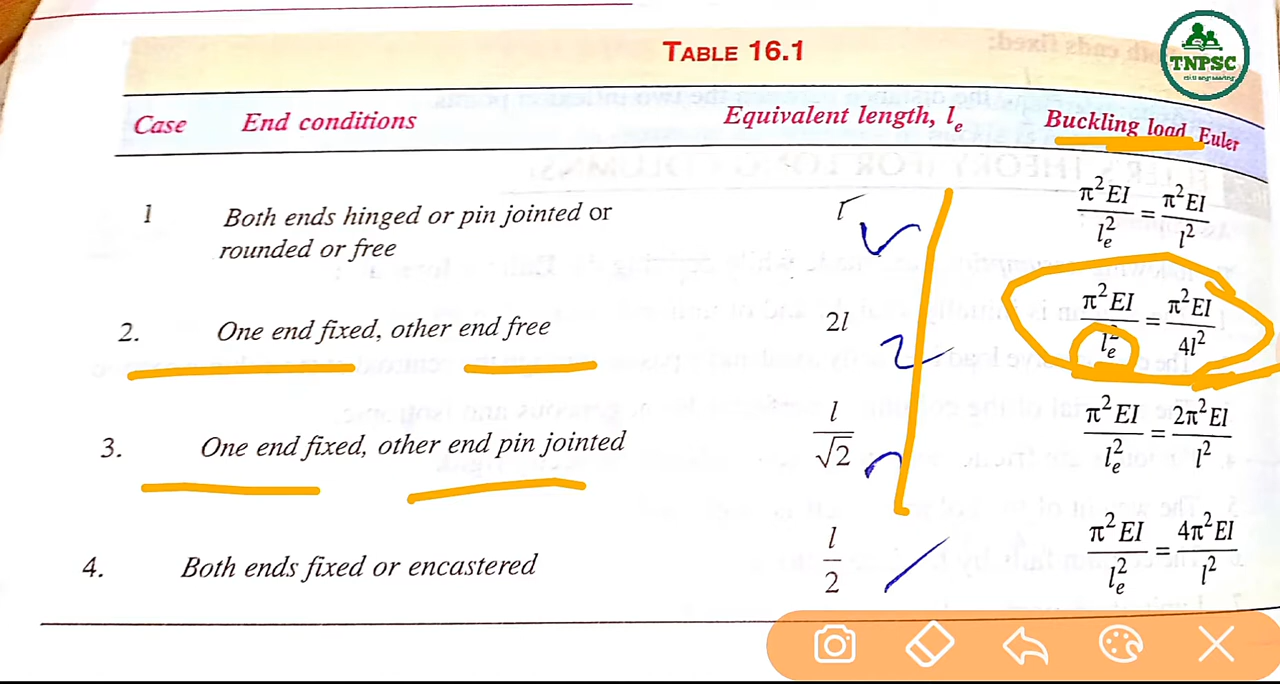 TABLE 16.1
TNPSC
civil engineering
Case End conditions Equivalent length, lₑ Buckling load Euler
1 Both ends hinged or pin jointed or rounded or free l π²EI/lₑ² = π²EI/l²
2. One end fixed, other end free 2l π²EI/lₑ² = π²EI/4l²
3. One end fixed, other end pin jointed l/√2 π²EI/lₑ² = 2π²EI/l²
4. Both ends fixed or encastered l/2 π²EI/lₑ² = 4π²EI/l²